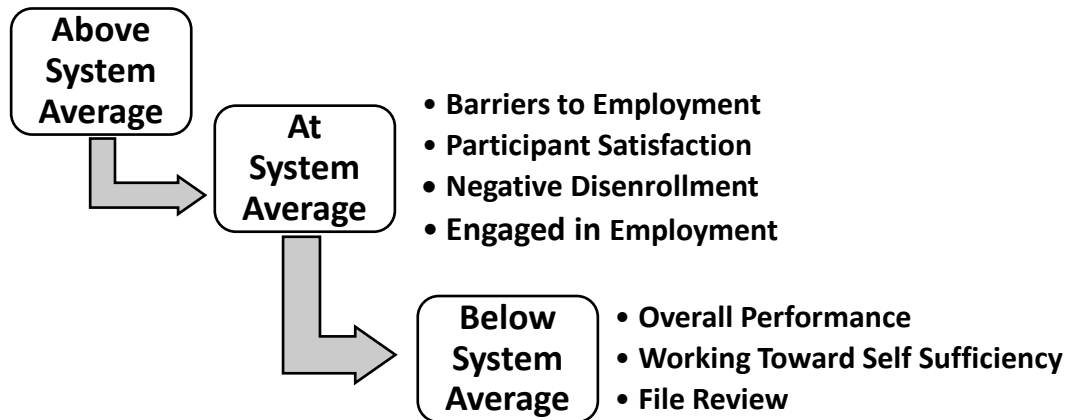 Above
System
Average
At
System
Average
• Barriers to Employment
• Participant Satisfaction
• Negative Disenrollment
• Engaged in Employment
Below
System
Average
• Overall Performance
• Working Toward Self Sufficiency
• File Review